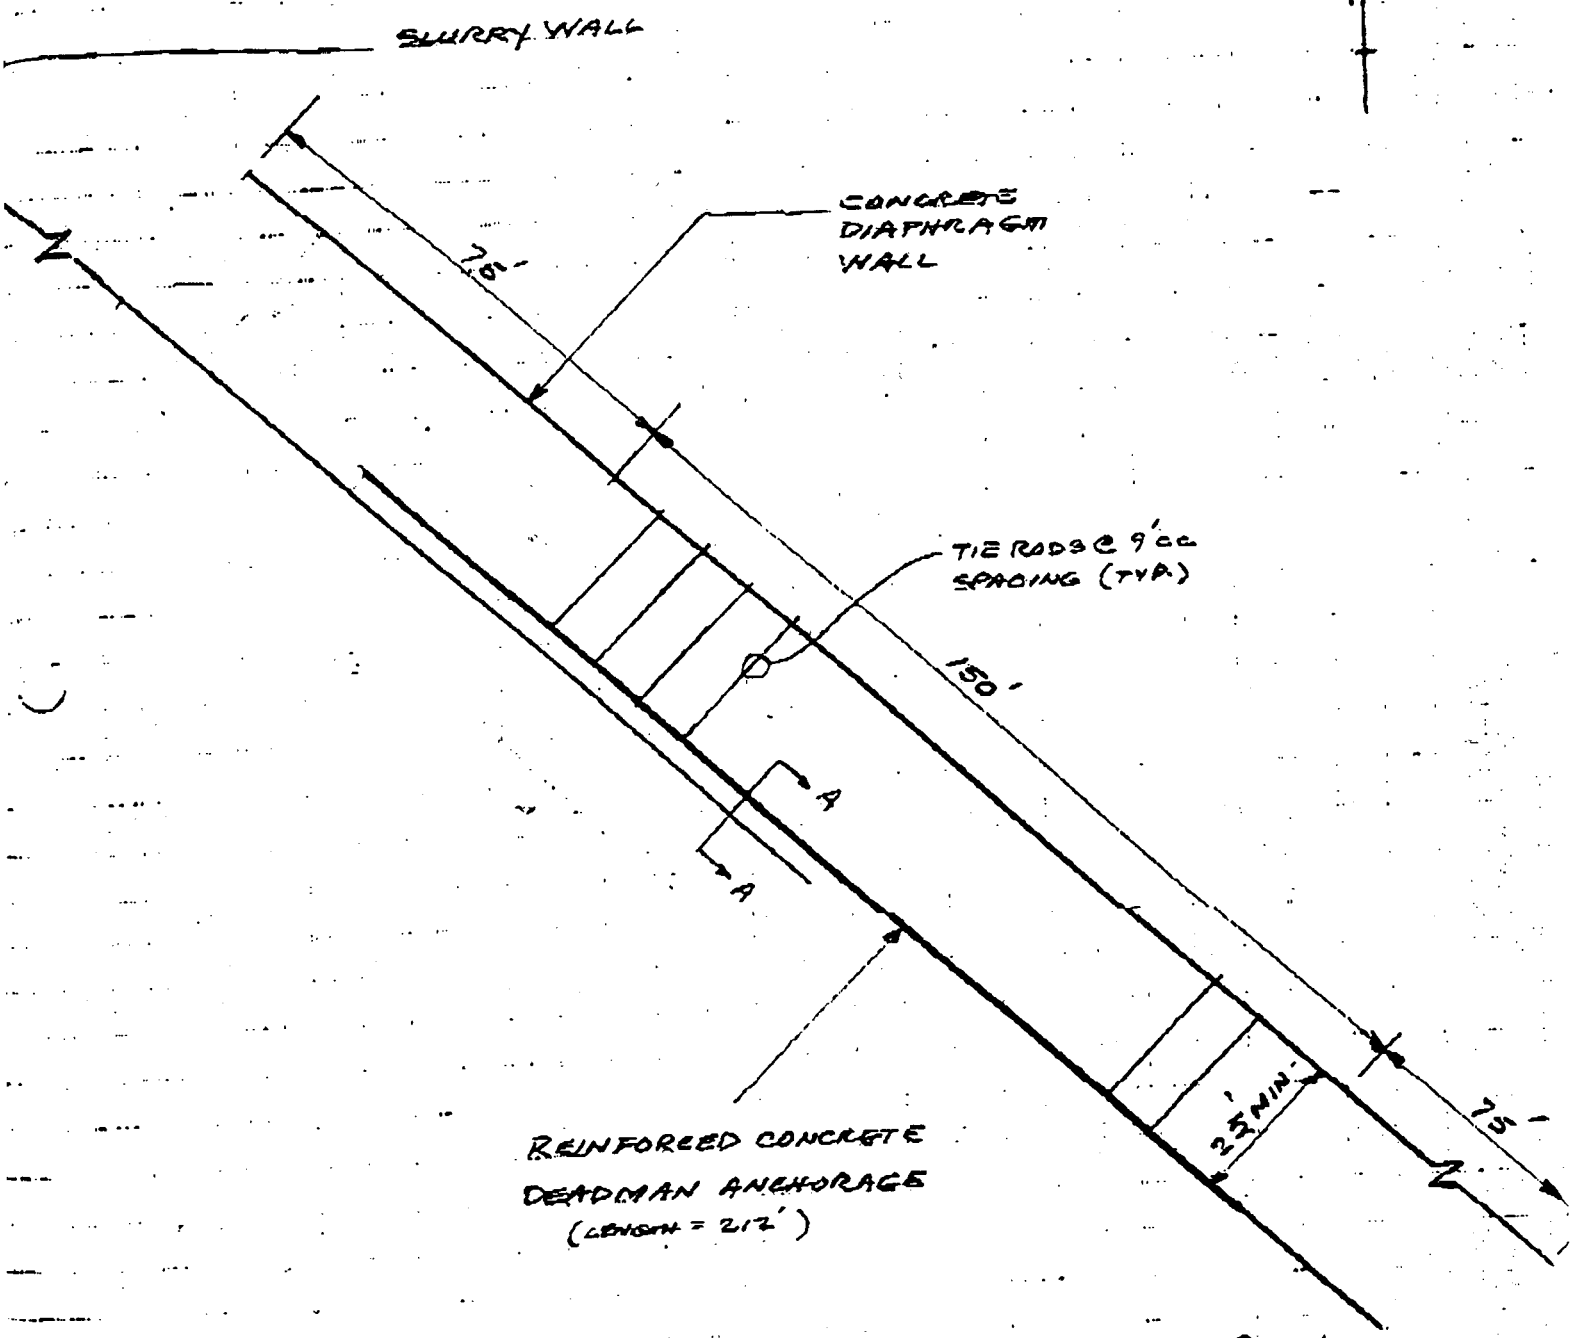 SLURRY WALL
CONCRETE
DIAPHRAGM
WALL
75'
TIE RODS @ 9' CC
SPACING (TYP.)
150'
A
A
25' MIN.
75'
REINFORCED CONCRETE
DEADMAN ANCHORAGE
(LENGTH = 212')